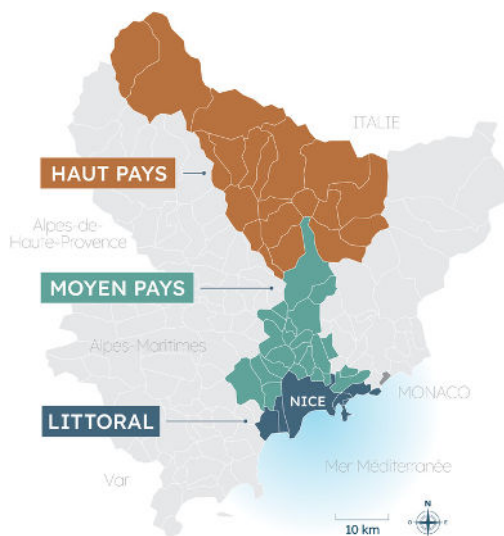 ITALIE
HAUT PAYS
Alpes-de-
Haute-Provence
MOYEN PAYS
Alpes-Maritimes
MONACO
NICE
LITTORAL
Mer Méditerranée
Var
N
O
E
S
10 km